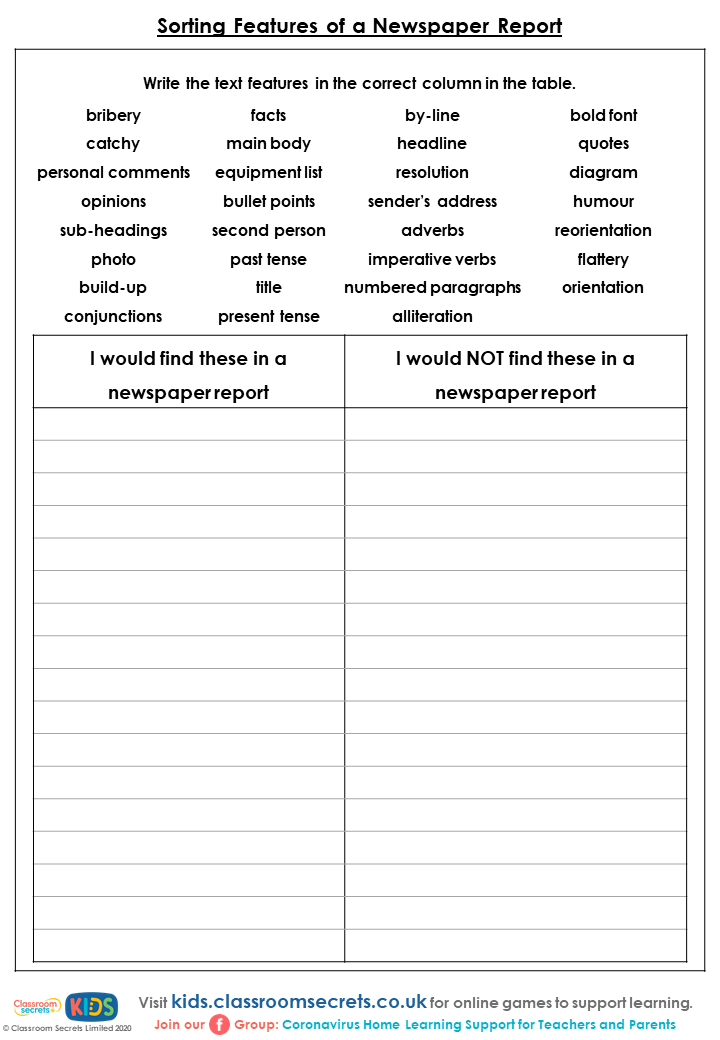 Sorting Features of a Newspaper Report
Write the text features in the correct column in the table.
bribery facts by-line bold font
catchy main body headline quotes
personal comments equipment list resolution diagram
opinions bullet points sender's address humour
sub-headings second person adverbs reorientation
photo past tense imperative verbs flattery
build-up title numbered paragraphs orientation
conjunctions present tense alliteration
I would find these in a I would NOT find these in a
newspaper report newspaper report
Classroom Secrets KIDS Visit kids.classroomsecrets.co.uk for online games to support learning.
© Classroom Secrets Limited 2020 Join our f Group: Coronavirus Home Learning Support for Teachers and Parents